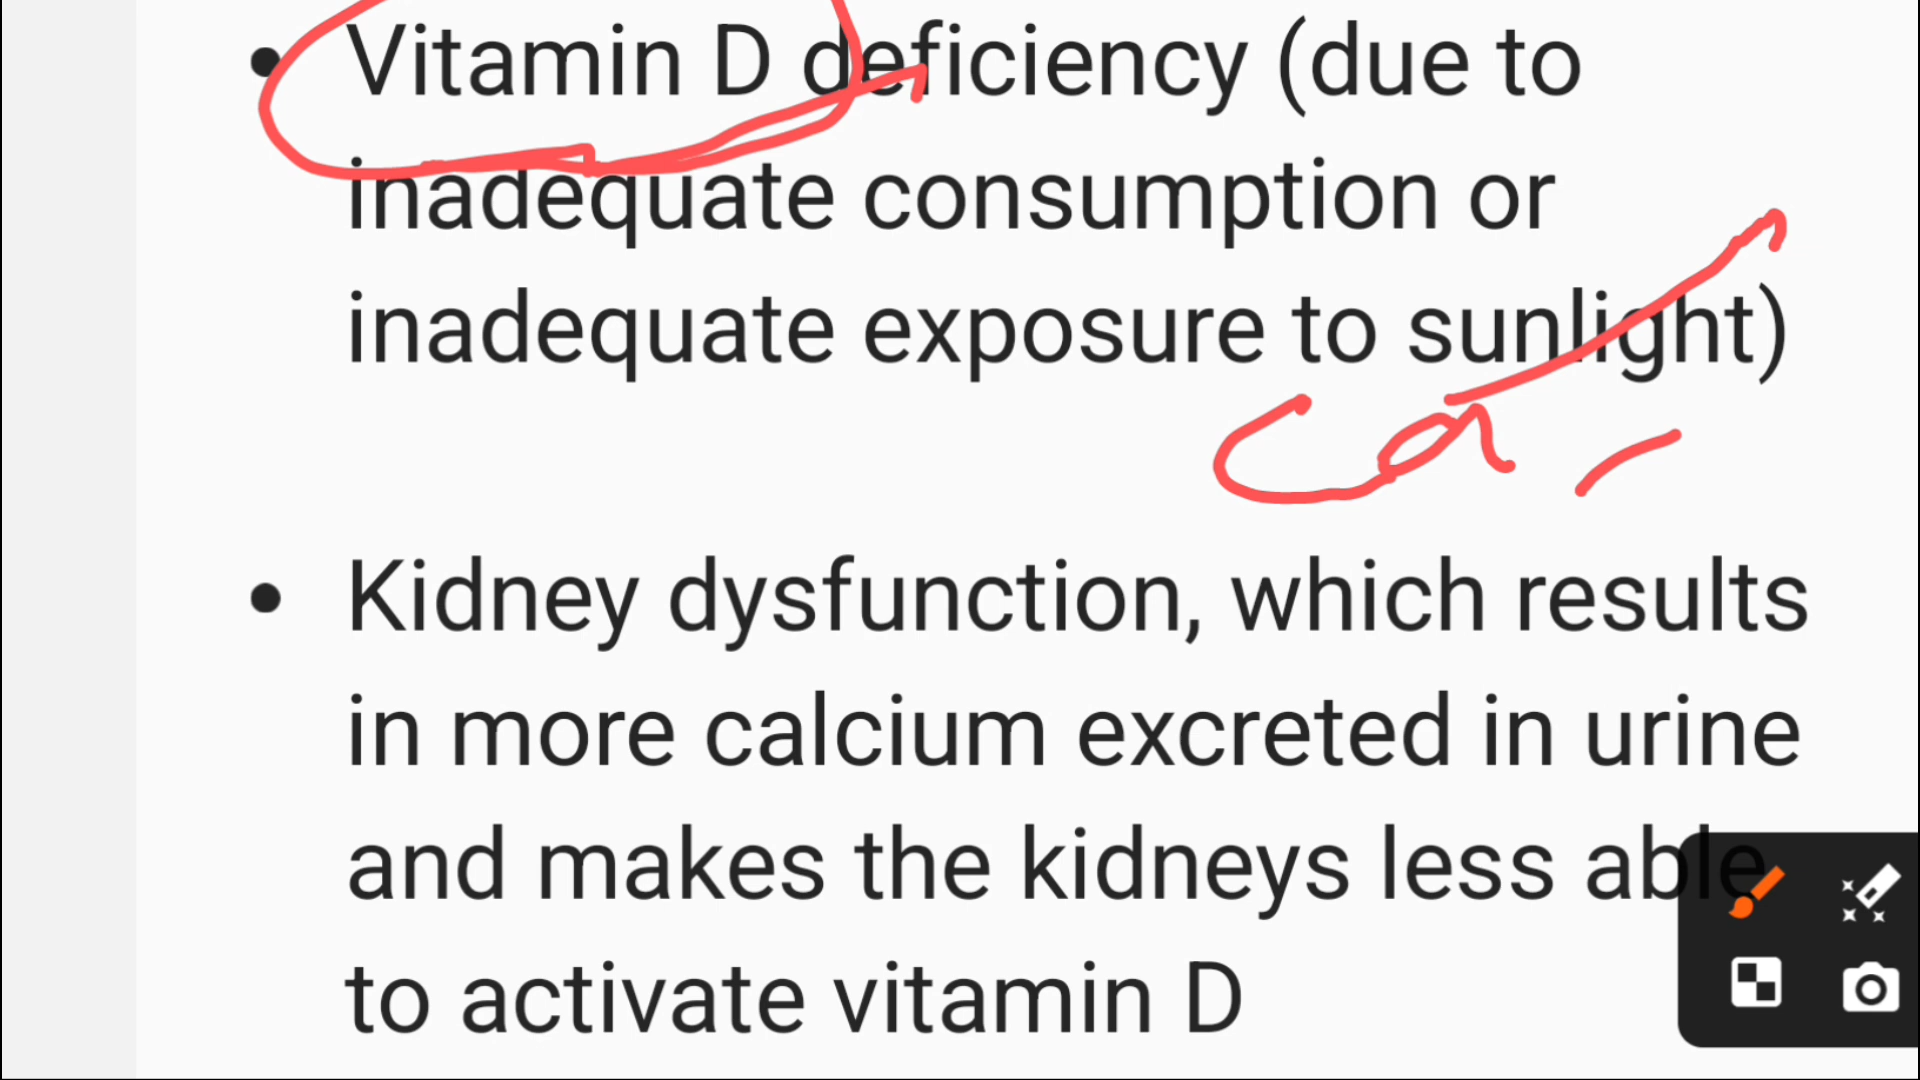 • Vitamin D deficiency (due to
inadequate consumption or
inadequate exposure to sunlight)
Ca
• Kidney dysfunction, which results
in more calcium excreted in urine
and makes the kidneys less able
to activate vitamin D